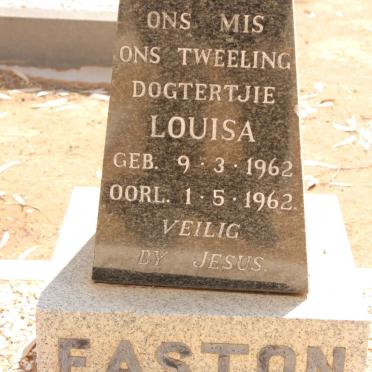 ONS MIS
ONS TWEELING
DOGTERTJIE
LOUISA
GEB. 9·3·1962
OORL. 1·5·1962.
VEILIG
BY JESUS.
EASTON